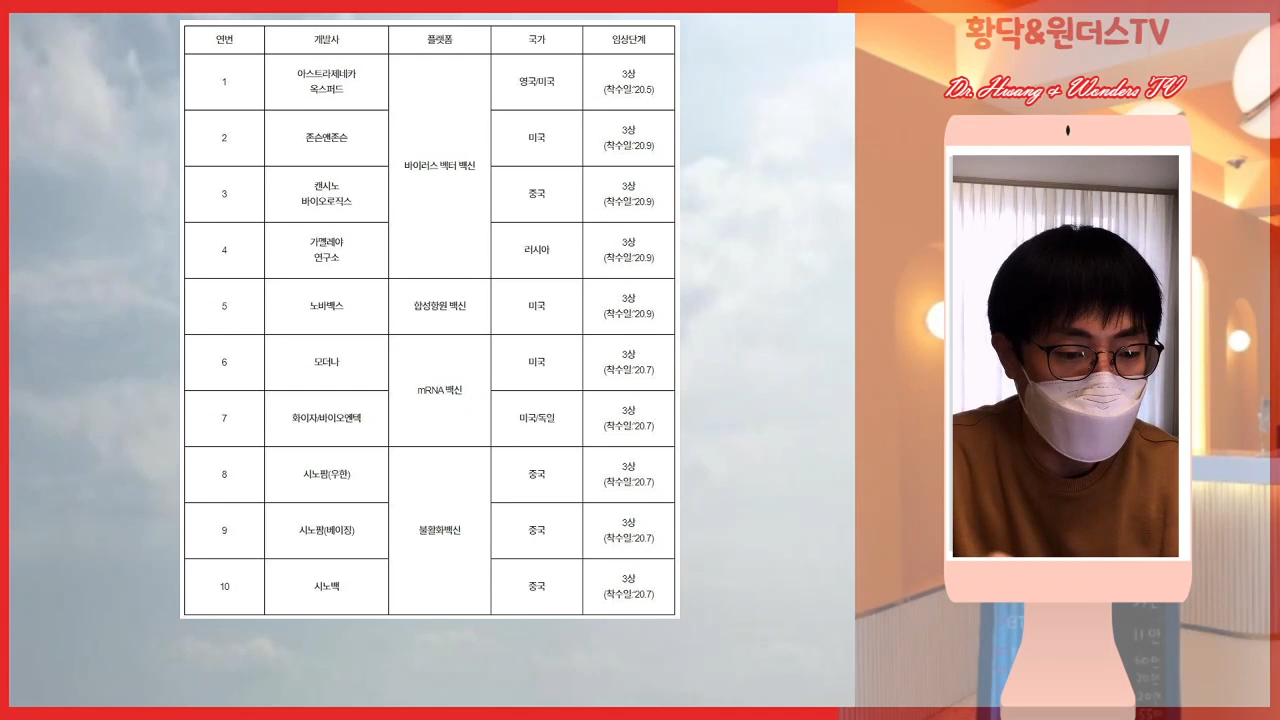 황닥&원더스TV
Dr. Hwang & Wonders TV
연번 개발사 플랫폼 국가 임상단계
1 아스트라제네카 옥스퍼드 바이러스 벡터 백신 영국/미국 3상 (착수일:'20.5)
2 존슨앤존슨 미국 3상 (착수일:'20.9)
3 캔시노 바이오로직스 중국 3상 (착수일:'20.9)
4 가멜레야 연구소 러시아 3상 (착수일:'20.9)
5 노바백스 합성항원 백신 미국 3상 (착수일:'20.9)
6 모더나 mRNA 백신 미국 3상 (착수일:'20.7)
7 화이자/바이오엔텍 미국/독일 3상 (착수일:'20.7)
8 시노팜(우한) 불활화백신 중국 3상 (착수일:'20.7)
9 시노팜(베이징) 중국 3상 (착수일:'20.7)
10 시노백 중국 3상 (착수일:'20.7)